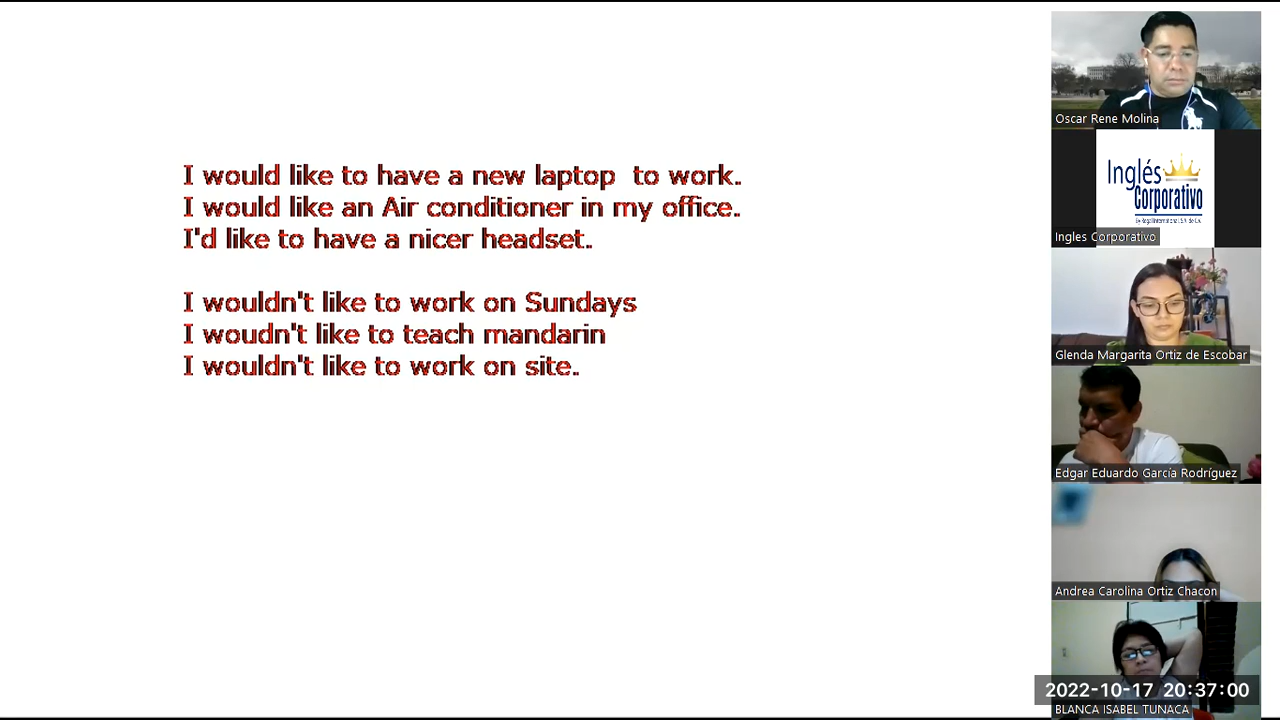 I would like to have a new laptop  to work.
I would like an Air conditioner in my office.
I'd like to have a nicer headset.
I wouldn't like to work on Sundays
I woudn't like to teach mandarin
I wouldn't like to work on site.
Oscar Rene Molina
Inglés
Corporativo
Ingles Corporativo
Glenda Margarita Ortiz de Escobar
Edgar Eduardo García Rodríguez
Andrea Carolina Ortiz Chacon
2022-10-17 20:37:00
BLANCA ISABEL TUNACA